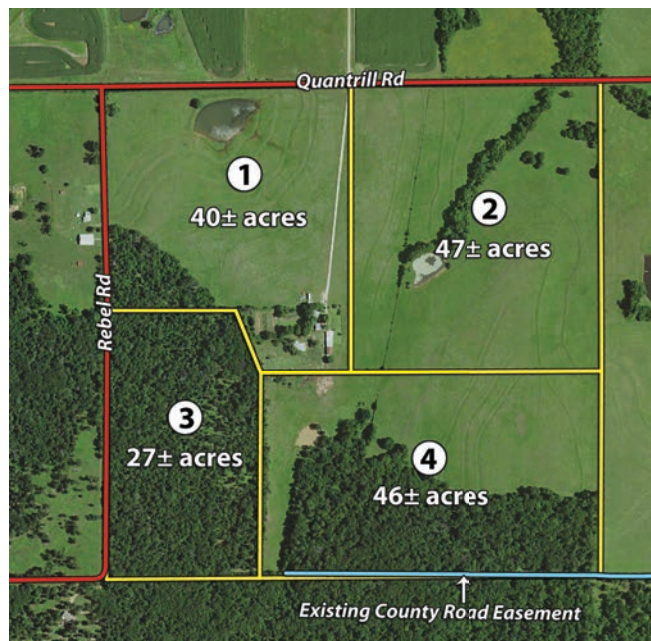 Quantrill Rd
1
40± acres
2
47± acres
Rebel Rd
3
27± acres
4
46± acres
Existing County Road Easement